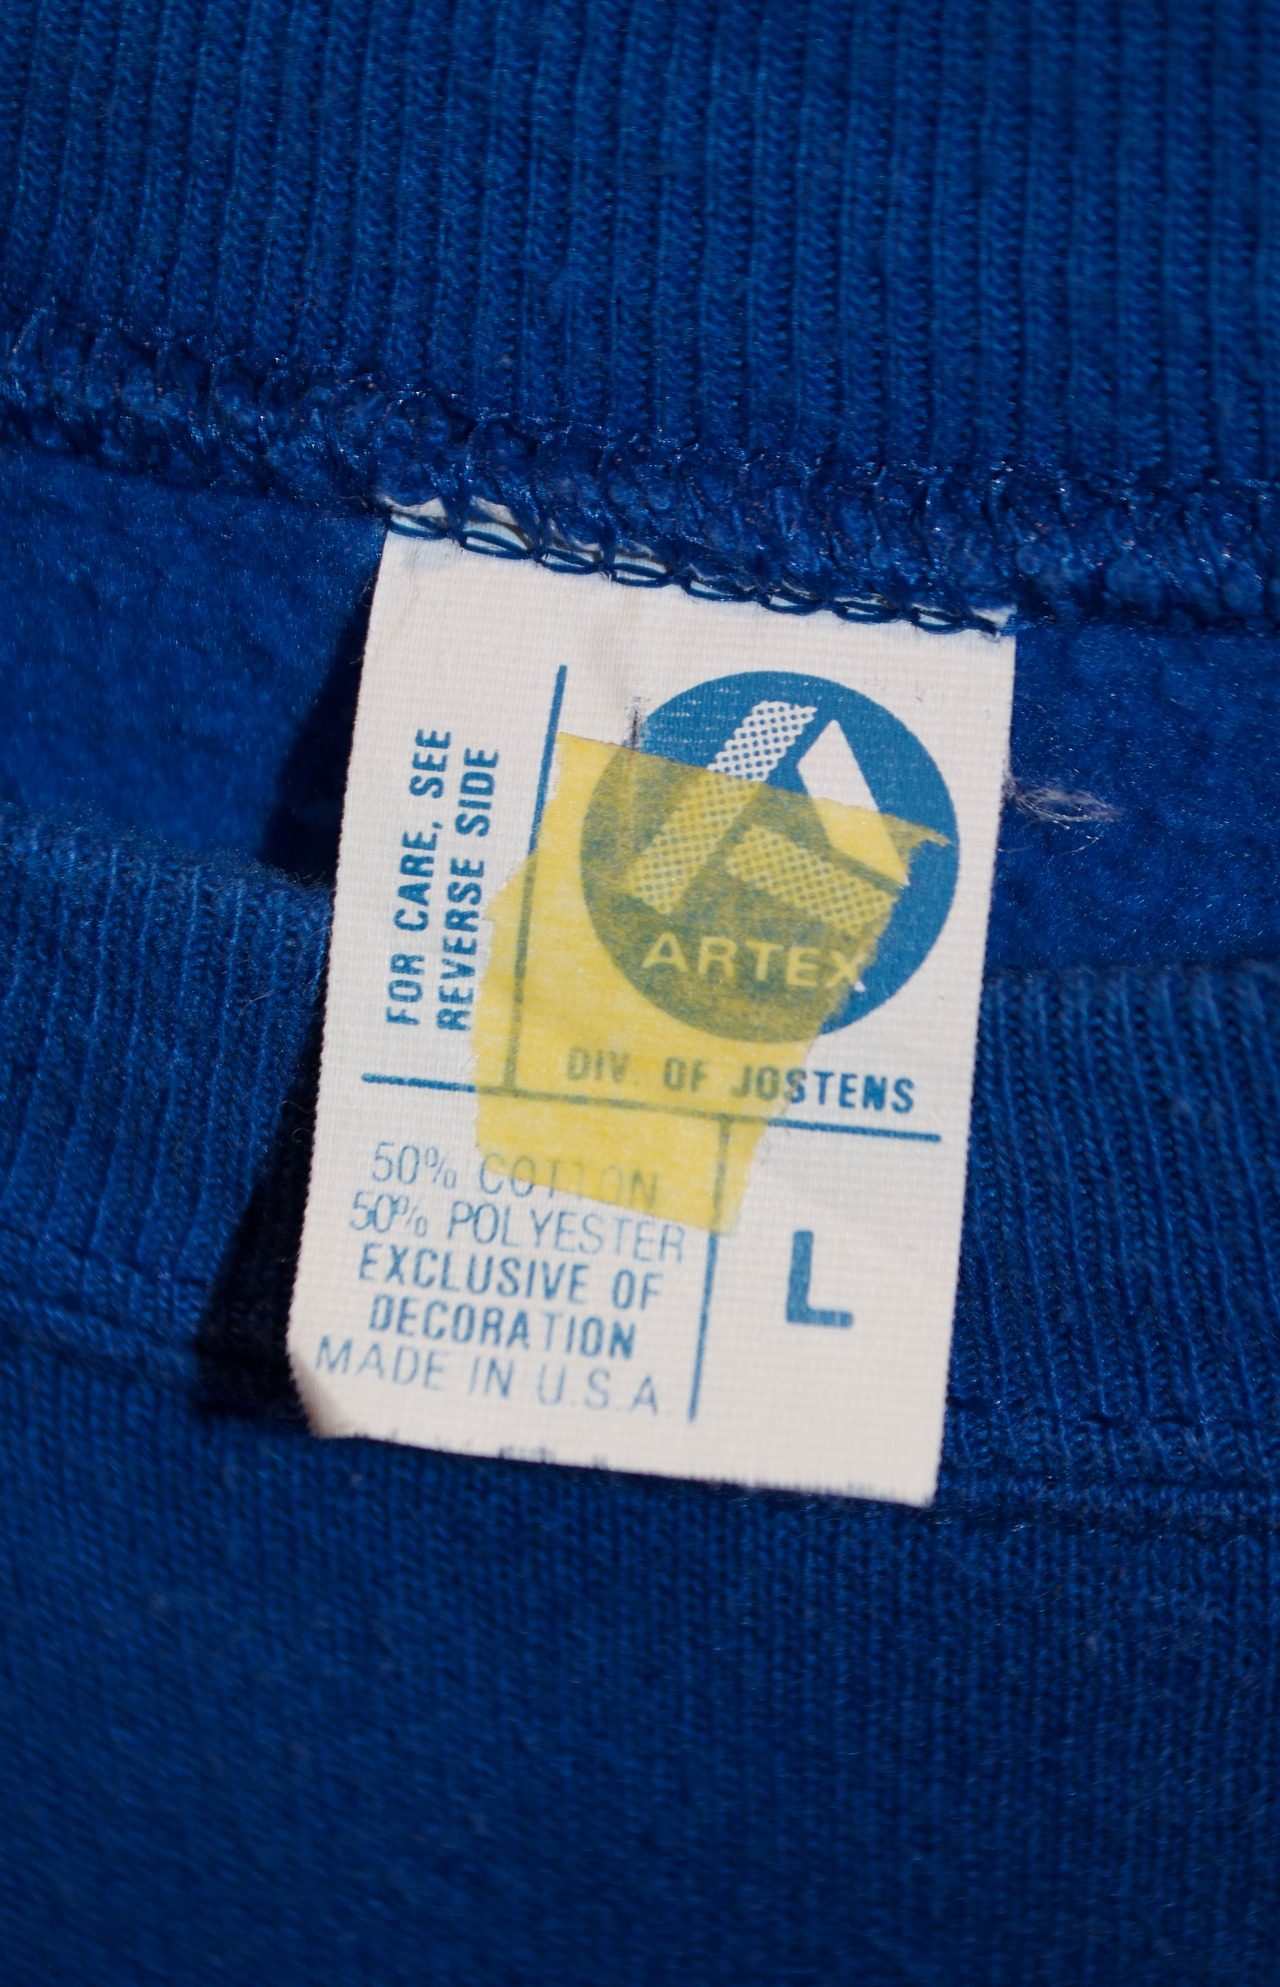 FOR CARE, SEE
REVERSE SIDE
ARTEX
DIV. OF JOSTENS
50% COTTON
50% POLYESTER
EXCLUSIVE OF
DECORATION
MADE IN U.S.A.
L